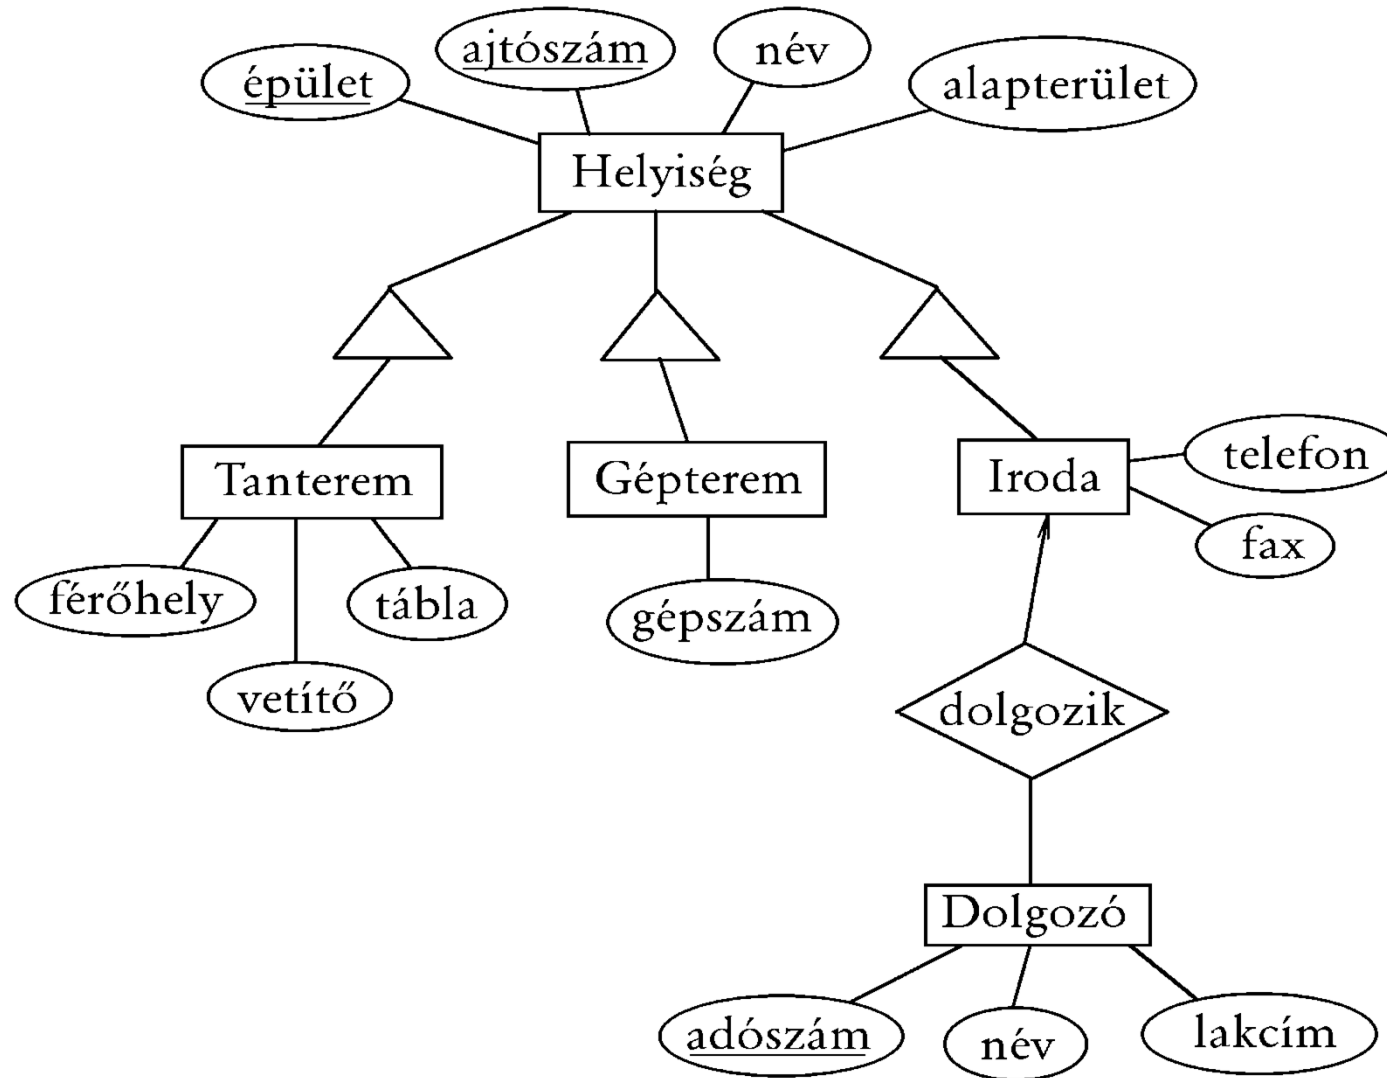 épület
ajtószám
név
alapterület
Helyiség
Tanterem
Gépterem
Iroda
telefon
fax
férőhely
vetítő
tábla
gépszám
dolgozik
Dolgozó
adószám
név
lakcím